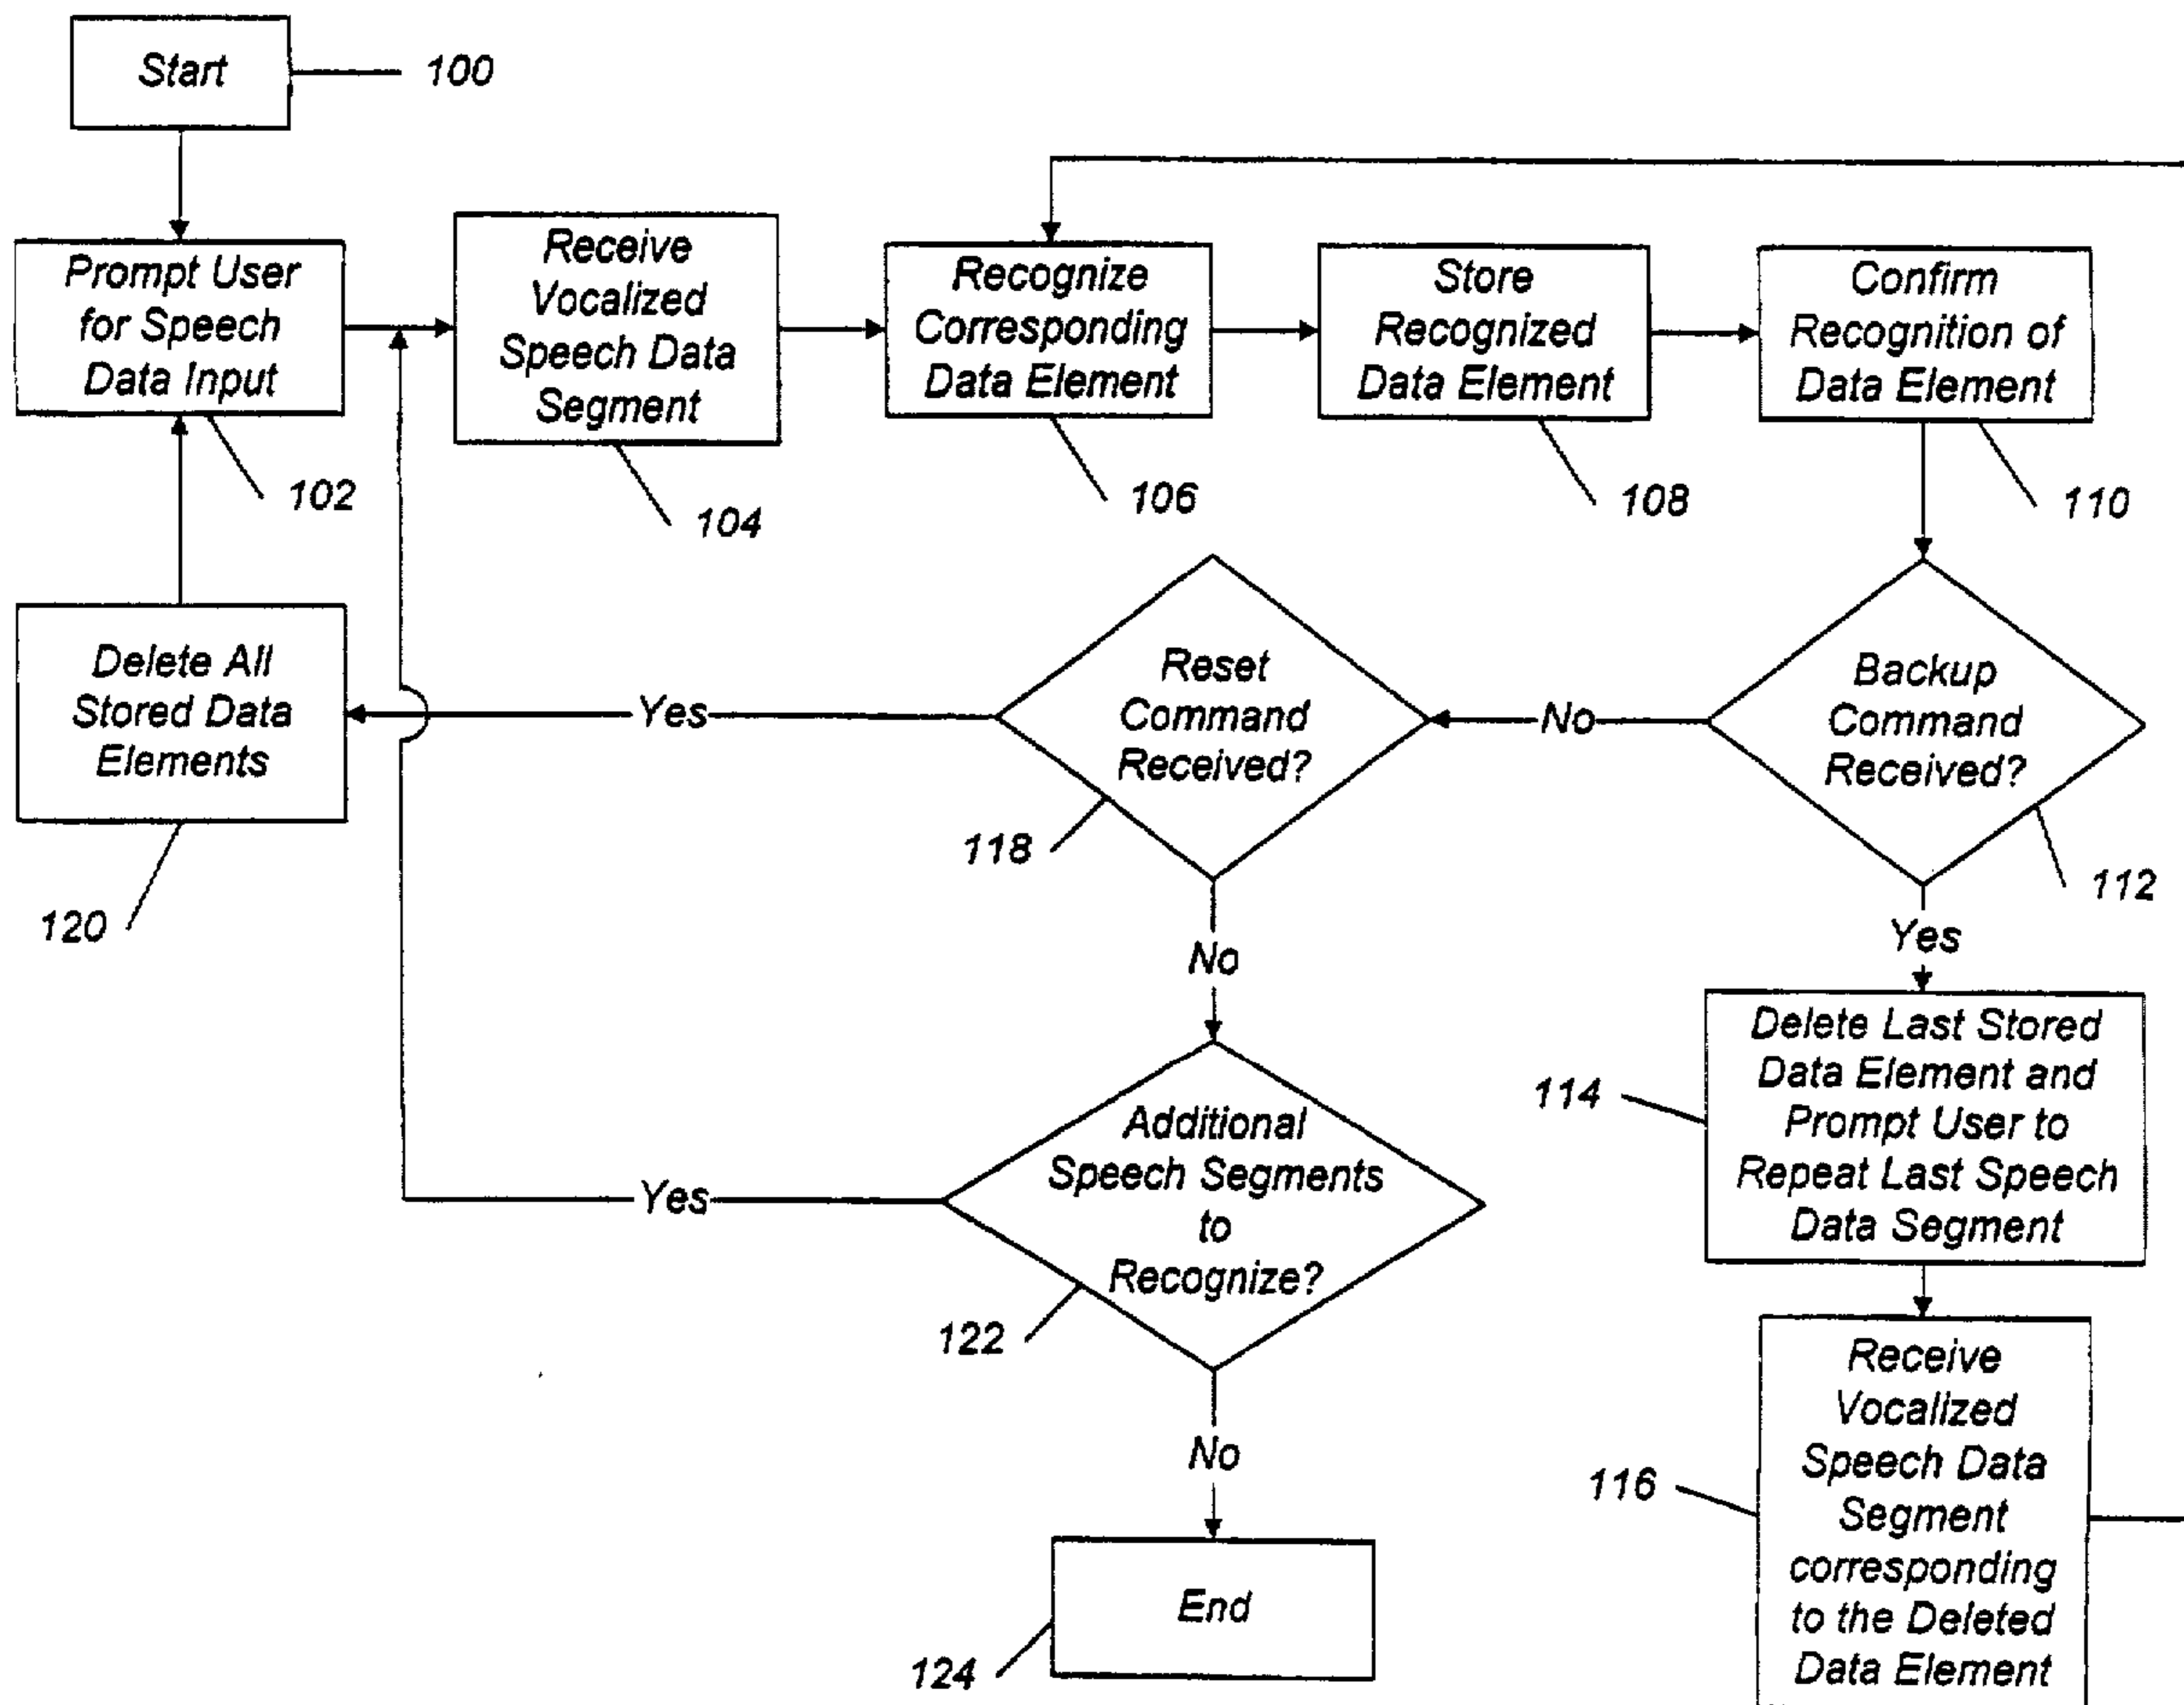 Start
100
Prompt User
for Speech
Data Input
102
Receive
Vocalized
Speech Data
Segment
104
Recognize
Corresponding
Data Element
106
Store
Recognized
Data Element
108
Confirm
Recognition of
Data Element
110
Delete All
Stored Data
Elements
120
Yes
Reset
Command
Received?
118
No
Backup
Command
Received?
112
No
Yes
Additional
Speech Segments
to
Recognize?
122
Yes
No
Delete Last Stored
Data Element and
Prompt User to
Repeat Last Speech
Data Segment
114
Receive
Vocalized
Speech Data
Segment
corresponding
to the Deleted
Data Element
116
End
124